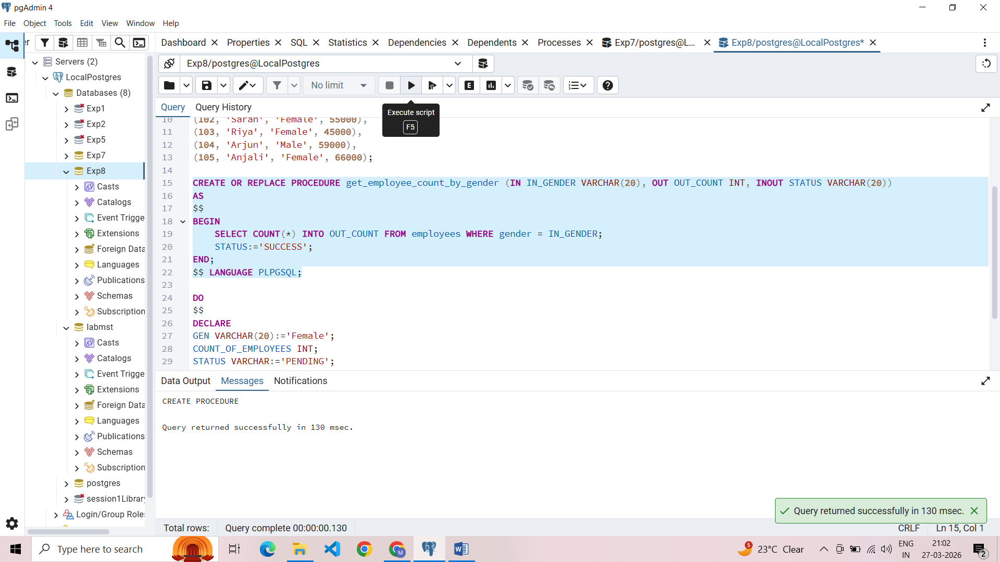 pgAdmin 4
File Object Tools Edit View Window Help
er
Dashboard Properties SQL Statistics Dependencies Dependents Processes Exp7/postgres@L... Exp8/postgres@LocalPostgres*
Servers (2)
LocalPostgres
Databases (8)
Exp1
Exp2
Exp5
Exp7
Exp8
Casts
Catalogs
Event Trigge
Extensions
Foreign Data
Languages
Publications
Schemas
Subscription
labmst
Casts
Catalogs
Event Trigge
Extensions
Foreign Data
Languages
Publications
Schemas
Subscription
postgres
session1Library
Login/Group Roles
Exp8/postgres@LocalPostgres
No limit
E
Execute script
F5
Query Query History
10 (102, 'Sarah', 'Female', 55000),
11 (103, 'Riya', 'Female', 45000),
12 (104, 'Arjun', 'Male', 59000),
13 (105, 'Anjali', 'Female', 66000);
14
15 CREATE OR REPLACE PROCEDURE get_employee_count_by_gender (IN IN_GENDER VARCHAR(20), OUT OUT_COUNT INT, INOUT STATUS VARCHAR(20))
16 AS
17 $$
18 BEGIN
19 SELECT COUNT(*) INTO OUT_COUNT FROM employees WHERE gender = IN_GENDER;
20 STATUS:='SUCCESS';
21 END;
22 $$ LANGUAGE PLPGSQL;
23
24 DO
25 $$
26 DECLARE
27 GEN VARCHAR(20):='Female';
28 COUNT_OF_EMPLOYEES INT;
29 STATUS VARCHAR:='PENDING';
Data Output Messages Notifications
CREATE PROCEDURE
Query returned successfully in 130 msec.
Query returned successfully in 130 msec.
Total rows: Query complete 00:00:00.130
CRLF Ln 15, Col 1
Type here to search
M
5
23°C Clear
ENG
IN
21:02
27-03-2026
2